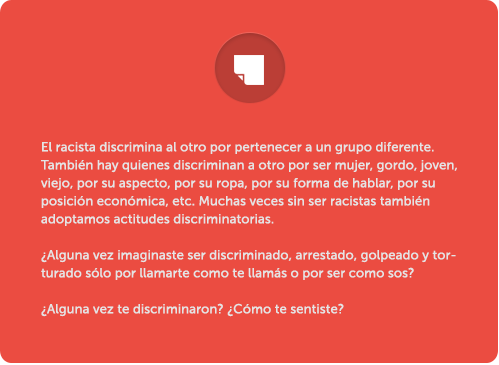 El racista discrimina al otro por pertenecer a un grupo diferente.
También hay quienes discriminan a otro por ser mujer, gordo, joven,
viejo, por su aspecto, por su ropa, por su forma de hablar, por su
posición económica, etc. Muchas veces sin ser racistas también
adoptamos actitudes discriminatorias.
¿Alguna vez imaginaste ser discriminado, arrestado, golpeado y tor-
turado sólo por llamarte como te llamás o por ser como sos?
¿Alguna vez te discriminaron? ¿Cómo te sentiste?